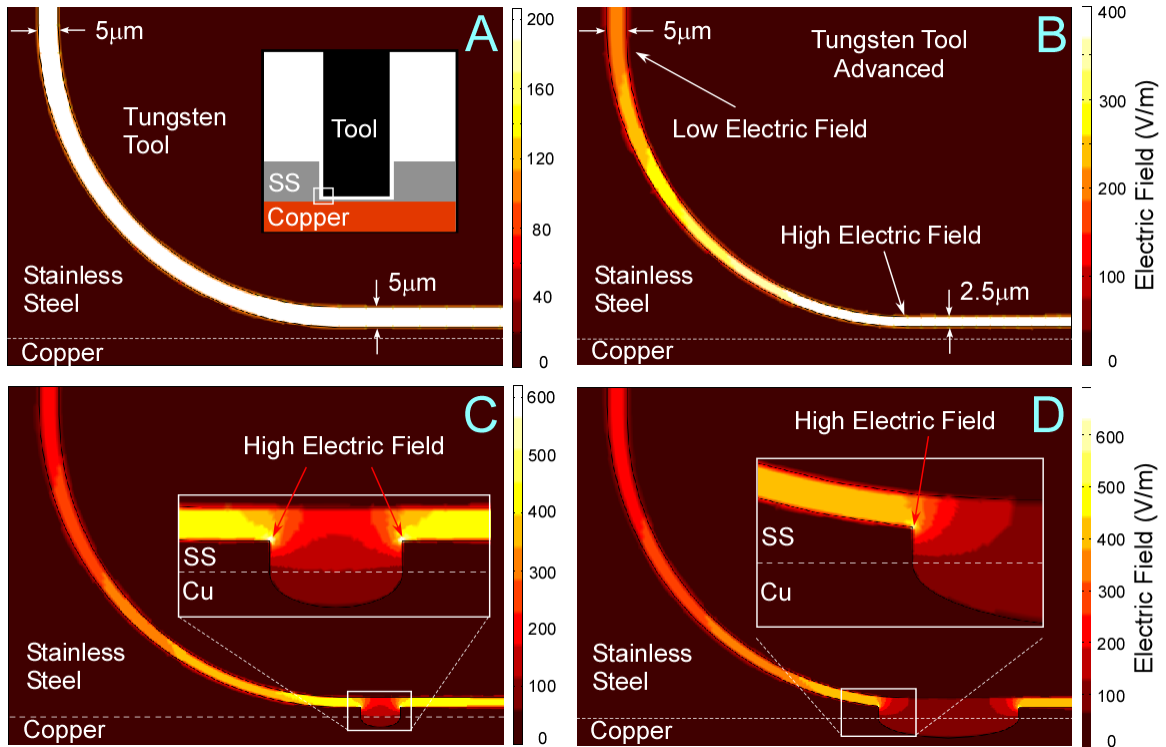 A
5μm
Tungsten
Tool
Tool
SS
Copper
Stainless
Steel
5μm
Copper
200
160
120
80
40
0
B
5μm
Tungsten Tool
Advanced
Low Electric Field
High Electric Field
Stainless
Steel
2.5μm
Copper
400
300
200
100
0
Electric Field (V/m)
C
High Electric Field
SS
Cu
Stainless
Steel
Copper
600
500
400
300
200
100
0
D
High Electric Field
SS
Cu
Stainless
Steel
Copper
600
500
400
300
200
100
0
Electric Field (V/m)